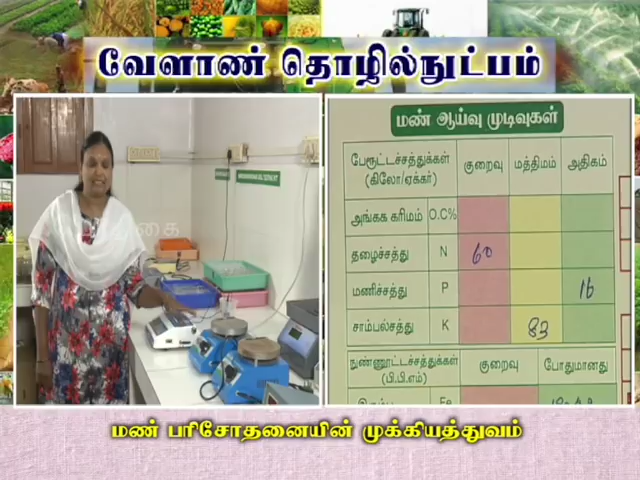 வேளாண் தொழில்நுட்பம்
மண் ஆய்வு முடிவுகள்
பேரூட்டச்சத்துக்கள் (கிலோ/ஏக்கர்) குறைவு மத்திமம் அதிகம்
அங்கக கரிமம் O.C%
தழைச்சத்து N 60
மணிச்சத்து P 16
சாம்பல்சத்து K 83
நுண்ணூட்டச்சத்துக்கள் (பி.பி.எம்) குறைவு போதுமானது
Fe
மண் பரிசோதனையின் முக்கியத்துவம்